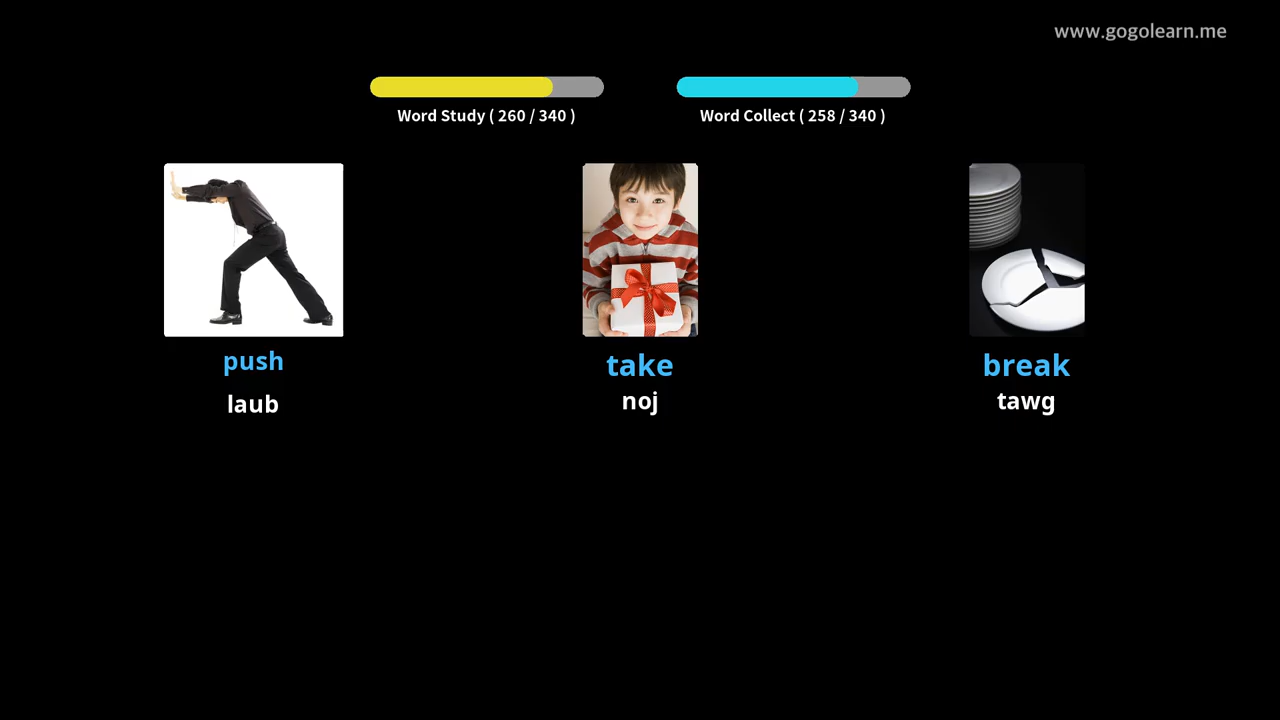 www.gogolearn.me
Word Study ( 260 / 340 )
Word Collect ( 258 / 340 )
push
take
break
laub
noj
tawg